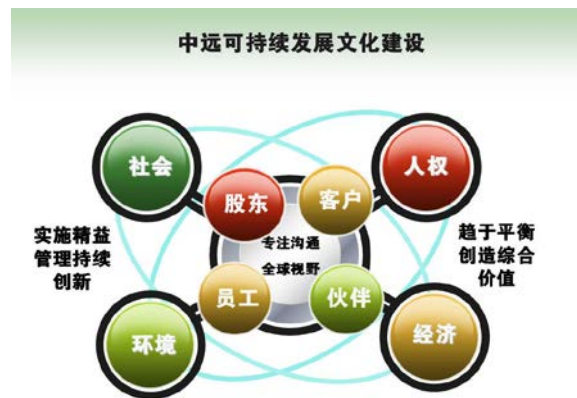 中远可持续发展文化建设
社会
人权
股东
客户
实施精益
管理持续
创新
专注沟通
全球视野
趋于平衡
创造综合
价值
员工
伙伴
环境
经济